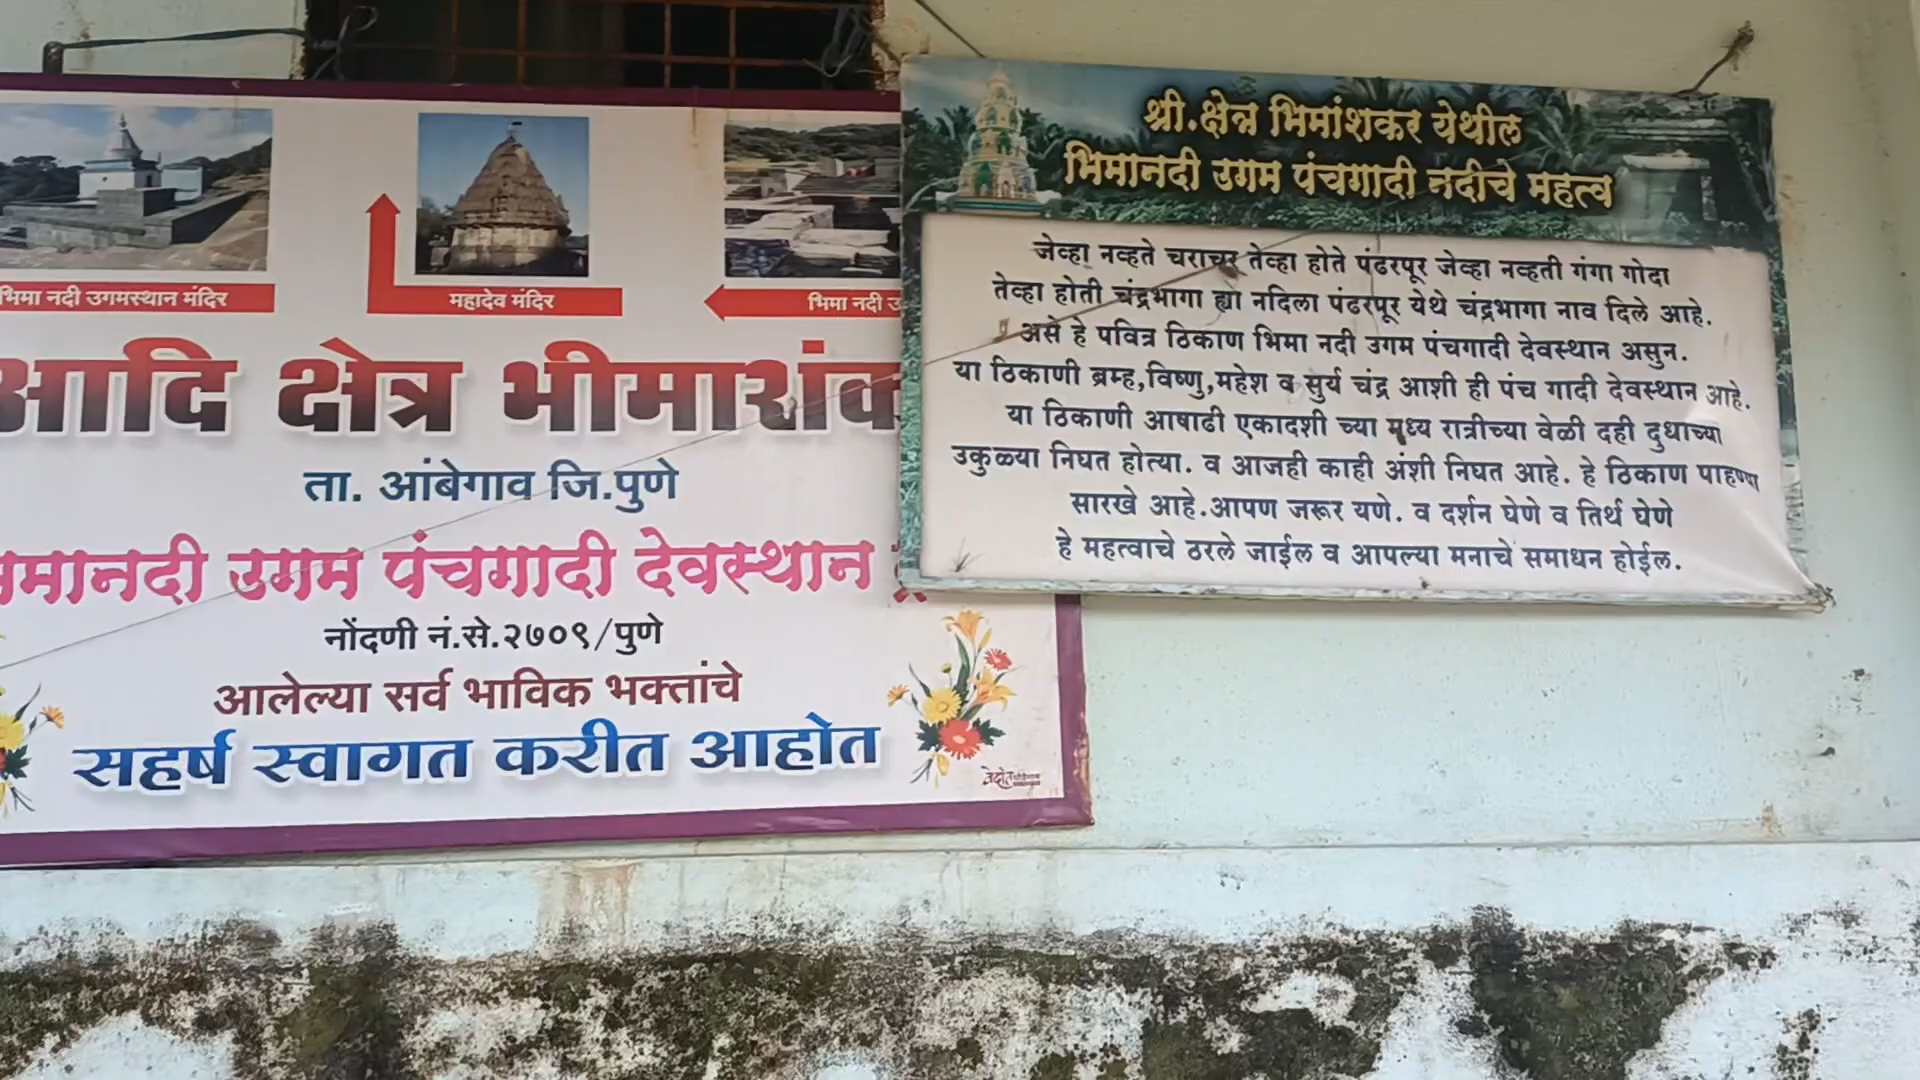 भिमा नदी उगमस्थान मंदिर
महादेव मंदिर
भिमा नदी
आदि क्षेत्र
ता. आंबेगाव जि.पुणे
उगम पंचगादी देवस्थान
नोंदणी नं.से.२७०९/पुणे
आलेल्या सर्व भाविक भक्तांचे
सहर्ष स्वागत करीत आहोत
श्री.क्षेत्र भिमांशकर येथील
भिमानदी उगम पंचगादी नदीचे महत्व
जेव्हा नव्हते चराचर तेव्हा होते पंढरपूर जेव्हा नव्हती गंगा गोदा
तेव्हा होती चंद्रभागा ह्या नदिला पंढरपूर येथे चंद्रभागा नाव दिले आहे.
असे हे पवित्र ठिकाण भिमा नदी उगम पंचगादी देवस्थान असुन.
या ठिकाणी ब्रम्ह,विष्णु,महेश व सुर्य चंद्र आशी ही पंच गादी देवस्थान आहे.
या ठिकाणी आषाढी एकादशी च्या मध्य रात्रीच्या वेळी दही दुधाच्या
उकुळ्या निघत होत्या. व आजही काही अंशी निघत आहे. हे ठिकाण पाहण्या
सारखे आहे.आपण जरूर यणे. व दर्शन घेणे व तिर्थ घेणे
हे महत्वाचे ठरले जाईल व आपल्या मनाचे समाधन होईल.